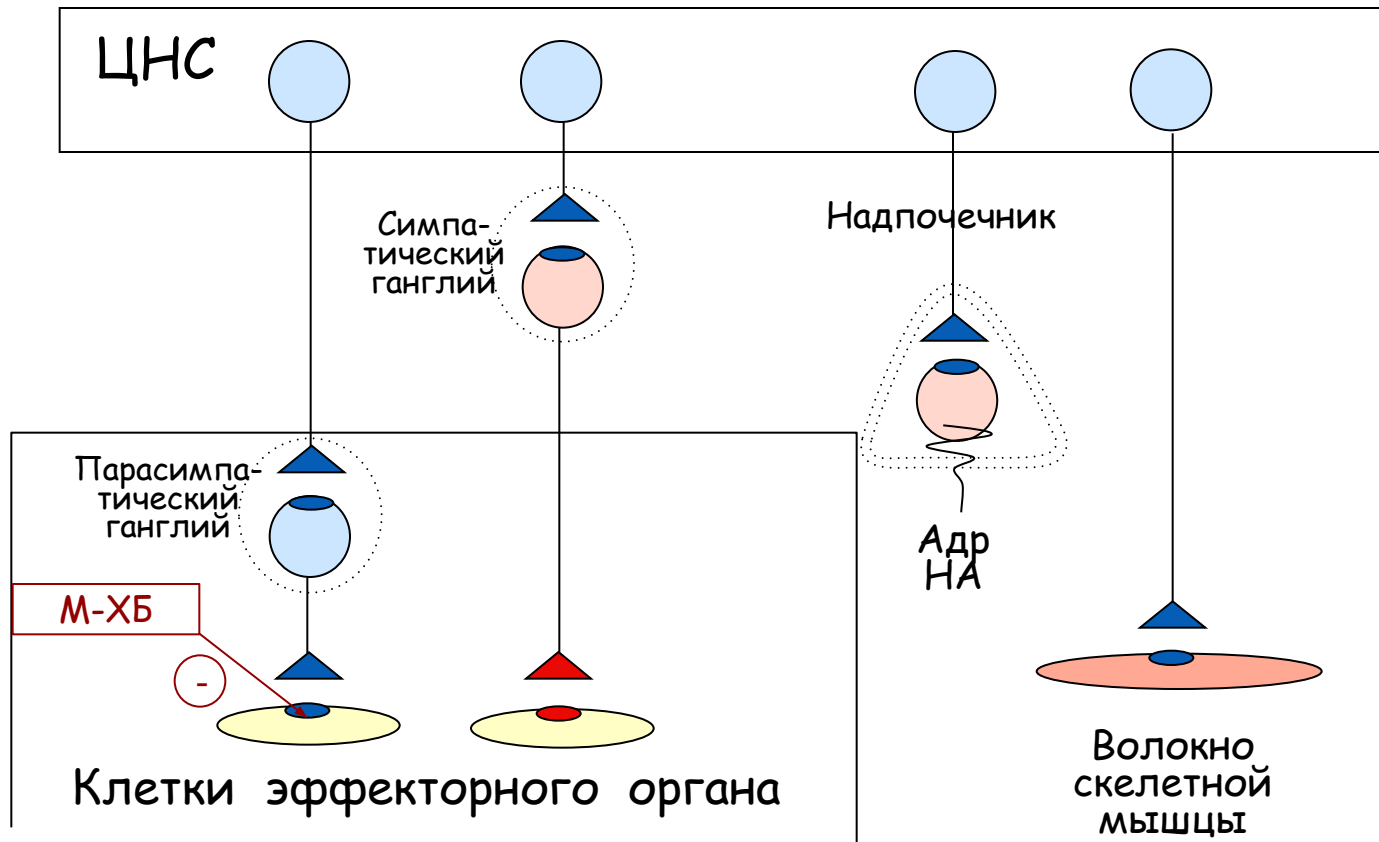 ЦНС
Симпа-
тический
ганглий
Надпочечник
Парасимпа-
тический
ганглий
Адр
НА
М-ХБ
-
Клетки эффекторного органа
Волокно
скелетной
мышцы